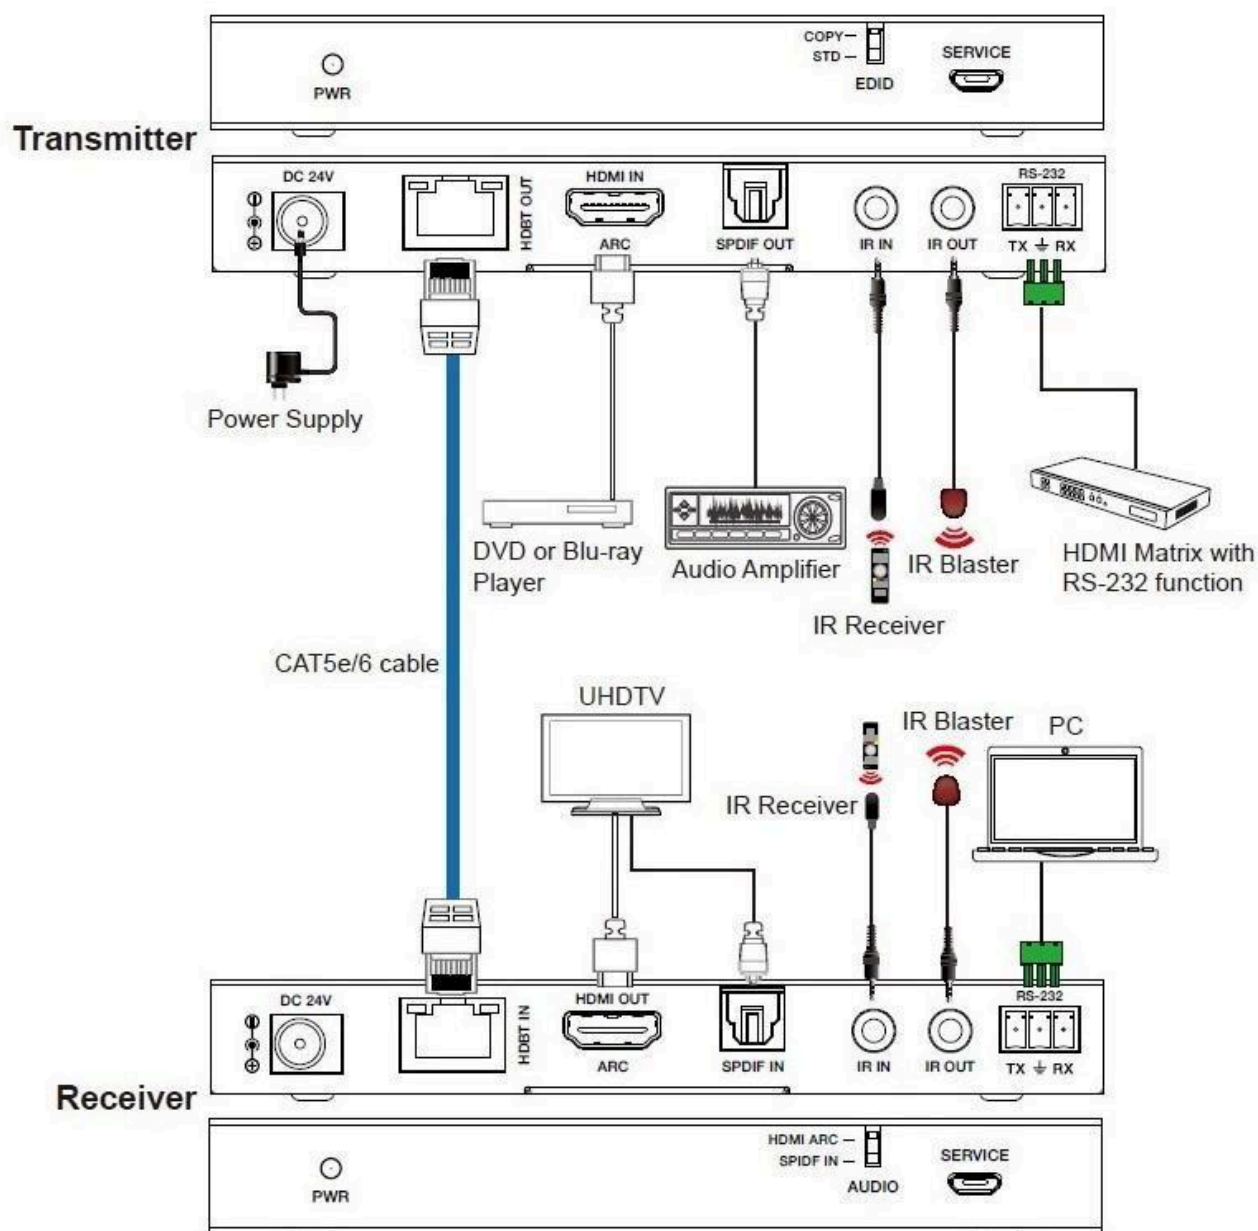 COPY
STD
EDID
SERVICE
PWR
Transmitter
DC 24V
HDBT OUT
HDMI IN
ARC
SPDIF OUT
IR IN
IR OUT
RS-232
TX RX
Power Supply
DVD or Blu-ray
Player
Audio Amplifier
IR Receiver
IR Blaster
HDMI Matrix with
RS-232 function
CAT5e/6 cable
UHDTV
IR Receiver
IR Blaster
PC
Receiver
DC 24V
HDBT IN
HDMI OUT
ARC
SPDIF IN
IR IN
IR OUT
RS-232
TX RX
PWR
HDMI ARC
SPIDF IN
AUDIO
SERVICE